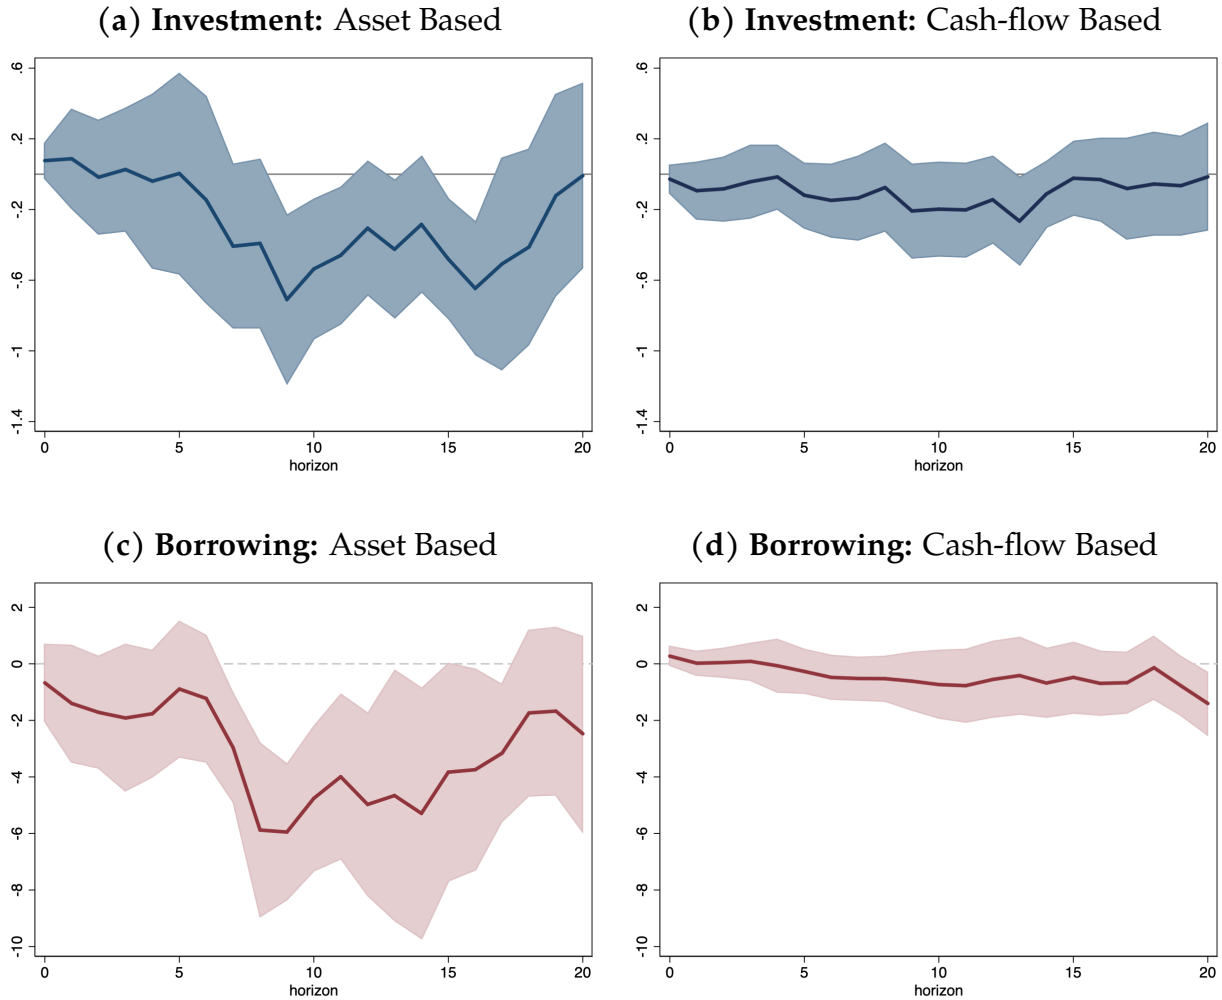 (a) Investment: Asset Based
.6
.2
-.2
-.6
-1
-1.4
0 5 10 15 20
horizon
(b) Investment: Cash-flow Based
.6
.2
-.2
-.6
-1
-1.4
0 5 10 15 20
horizon
(c) Borrowing: Asset Based
2
0
-2
-4
-6
-8
-10
0 5 10 15 20
horizon
(d) Borrowing: Cash-flow Based
2
0
-2
-4
-6
-8
-10
0 5 10 15 20
horizon